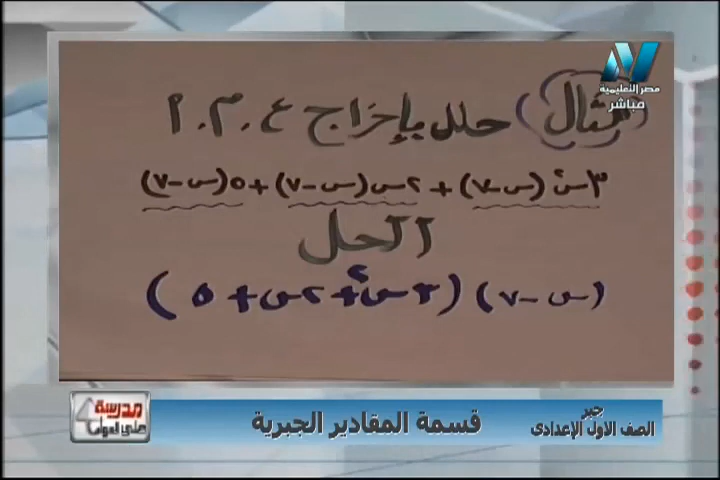 مصر التعليمية
مباشر
(مثال) حلل بإخراج ع.م.أ
٣س٢(س-٧)+٢س(س-٧)+٥(س-٧)
الحل
(س-٧)(٣س٢+٢س+٥)
جبر
الصف الاول الإعدادى
قسمة المقادير الجبرية
مدرسة
على الهواء